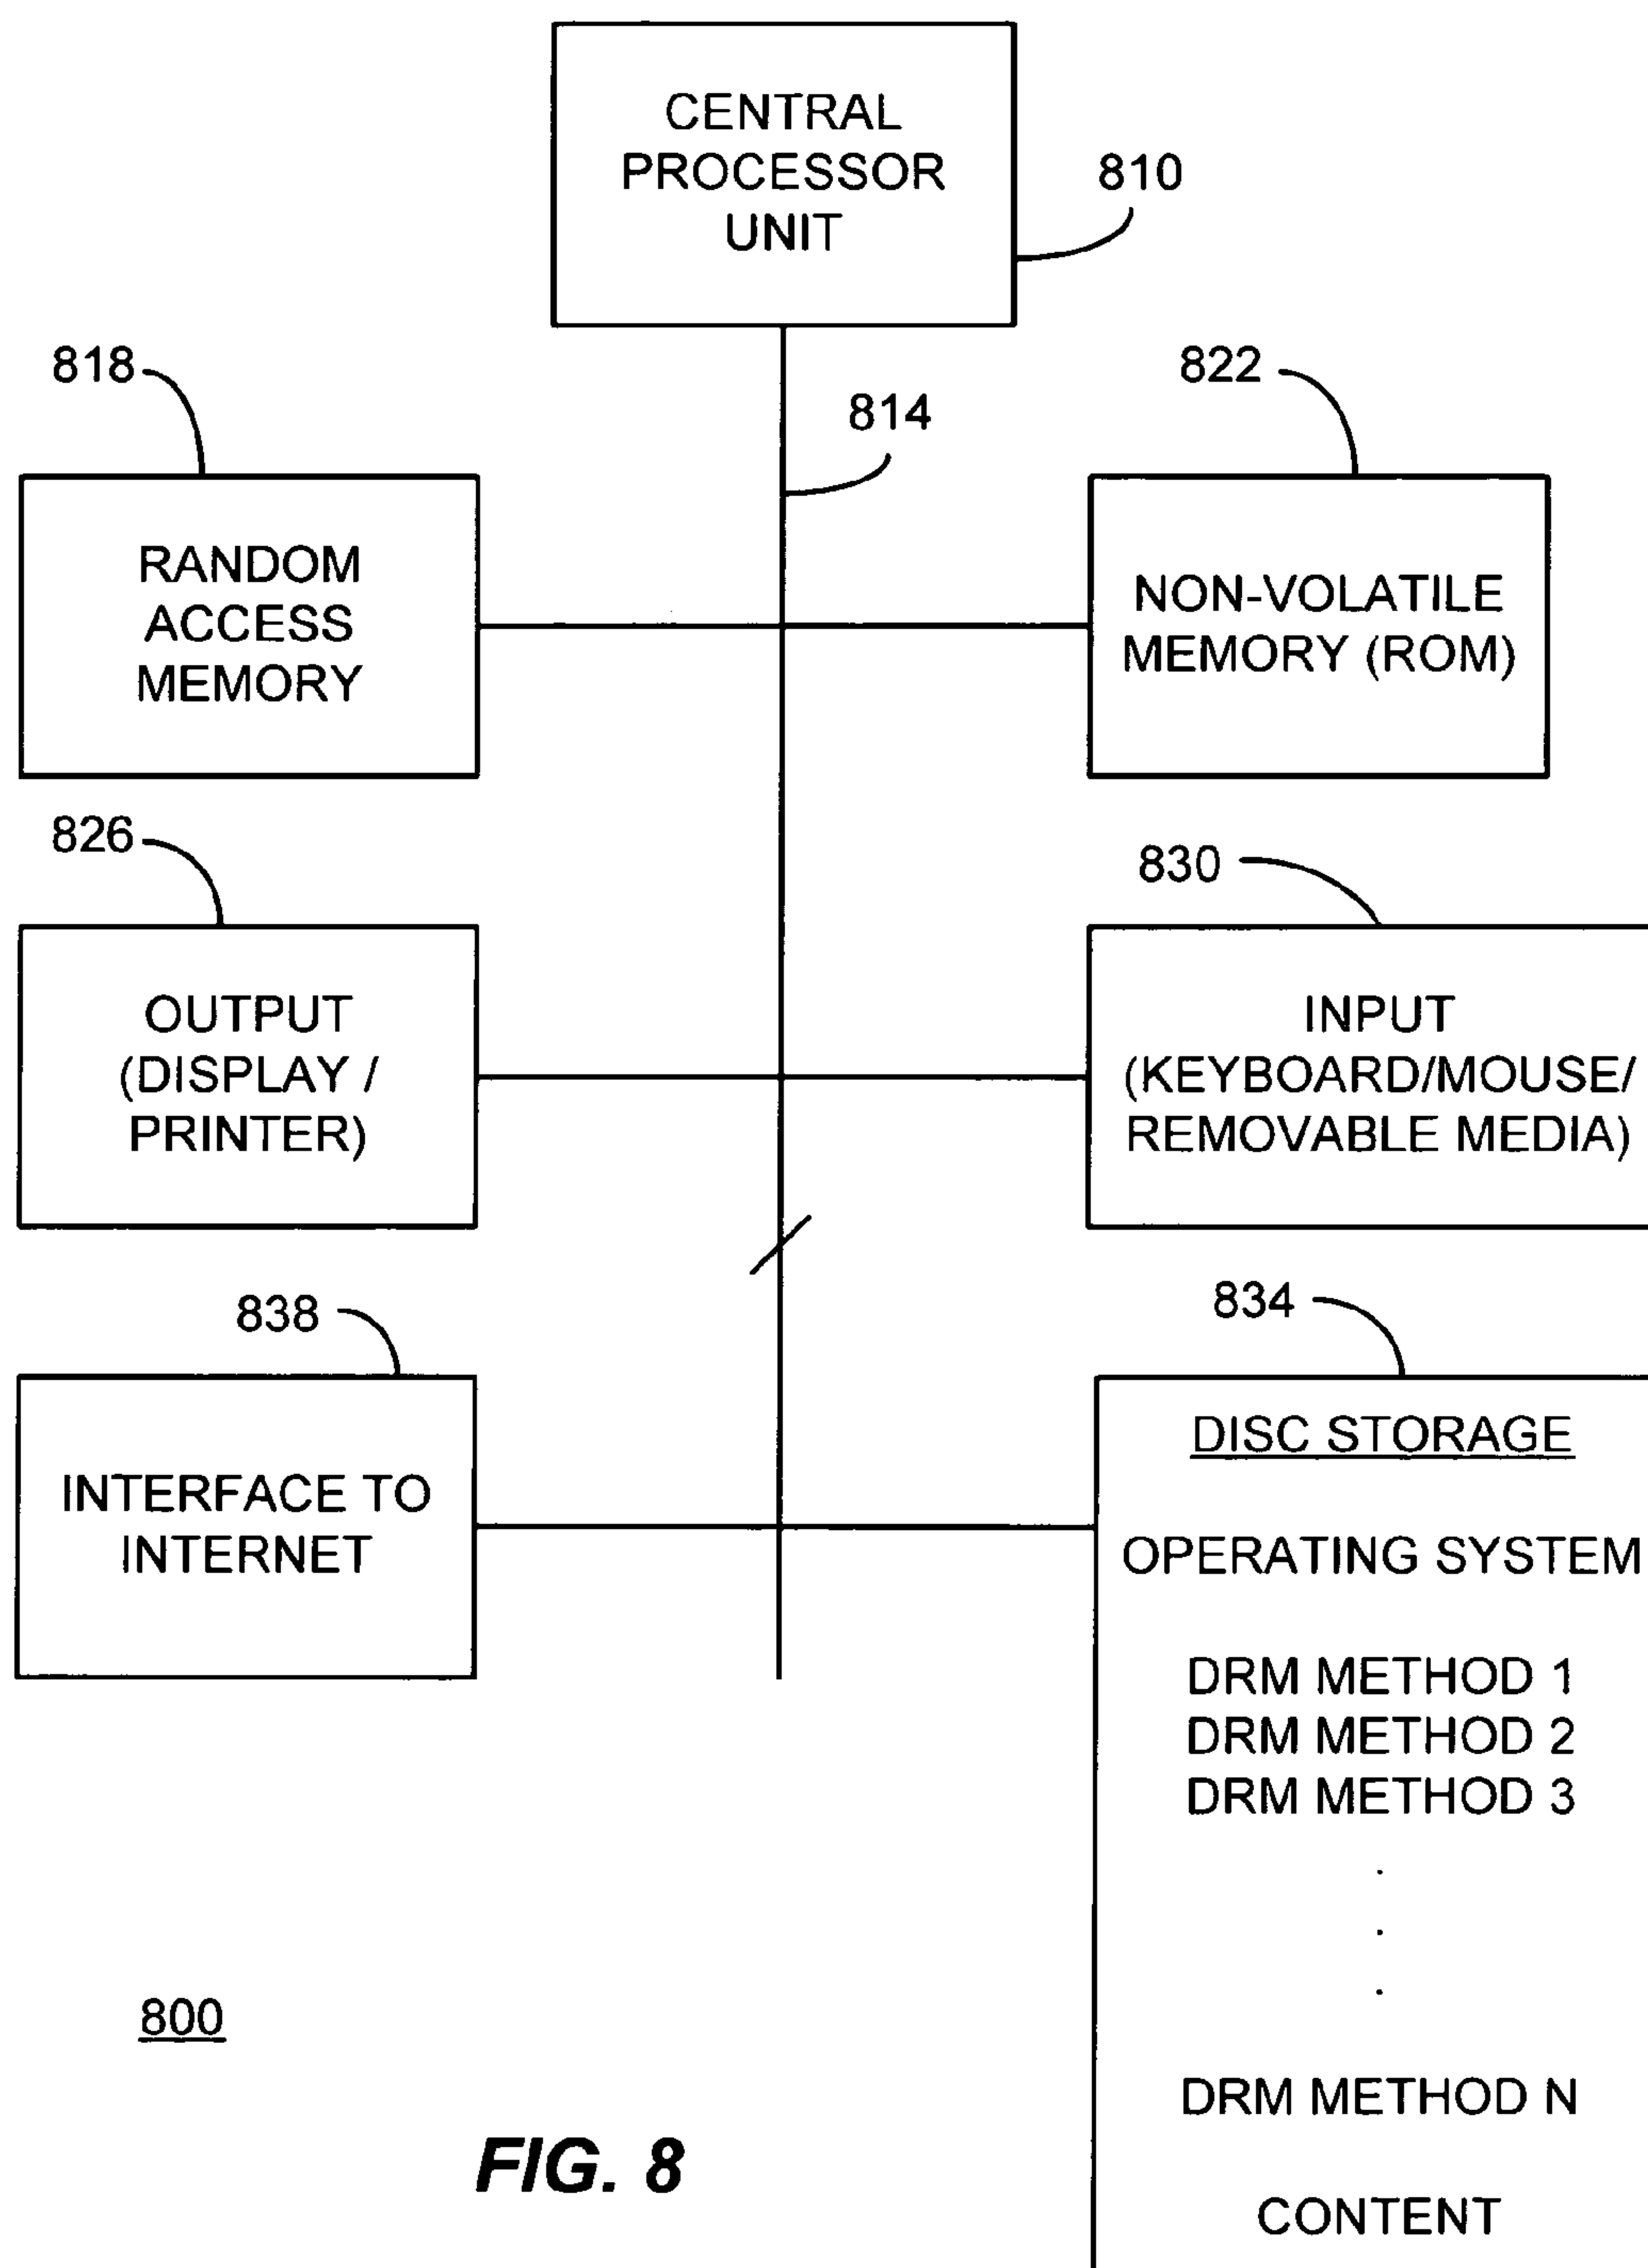 CENTRAL
PROCESSOR
UNIT
810
818
814
822
RANDOM
ACCESS
MEMORY
NON-VOLATILE
MEMORY (ROM)
826
830
OUTPUT
(DISPLAY /
PRINTER)
INPUT
(KEYBOARD/MOUSE/
REMOVABLE MEDIA)
838
834
INTERFACE TO
INTERNET
DISC STORAGE
OPERATING SYSTEM
DRM METHOD 1
DRM METHOD 2
DRM METHOD 3
.
.
.
DRM METHOD N
CONTENT
800
FIG. 8